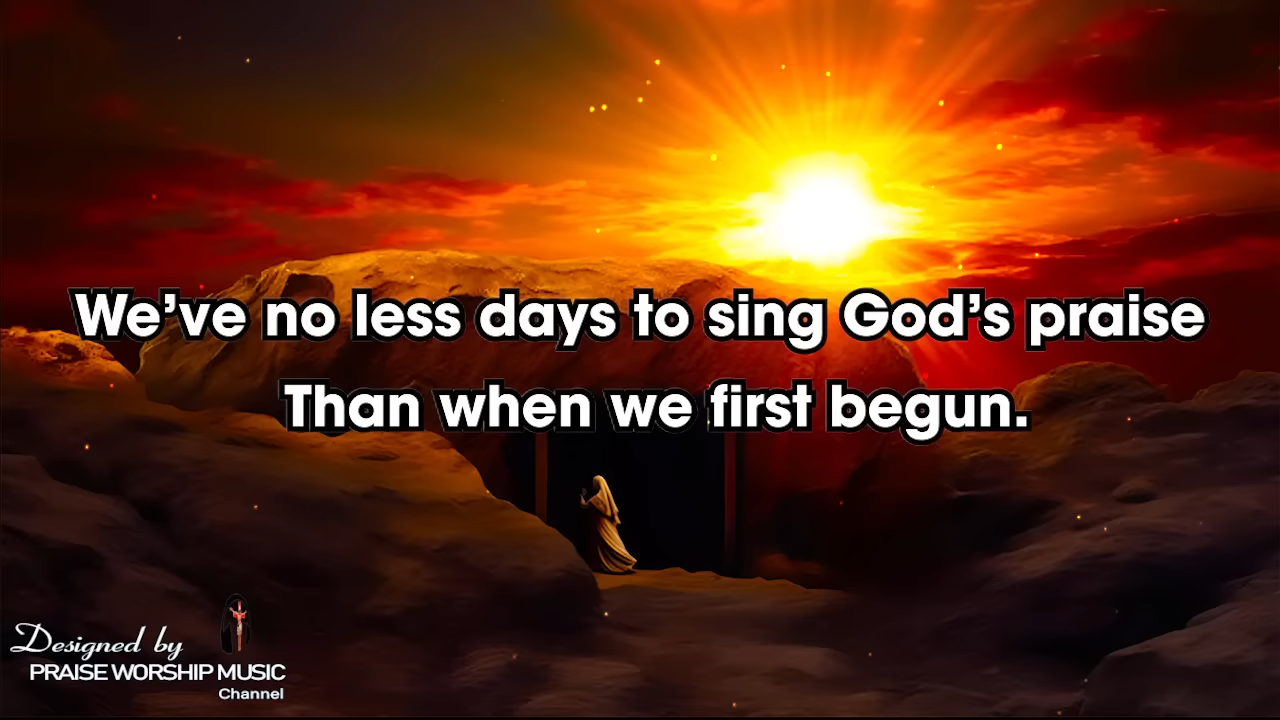 We’ve no less days to sing God’s praise
Than when we first begun.
Designed by
PRAISE WORSHIP MUSIC
Channel